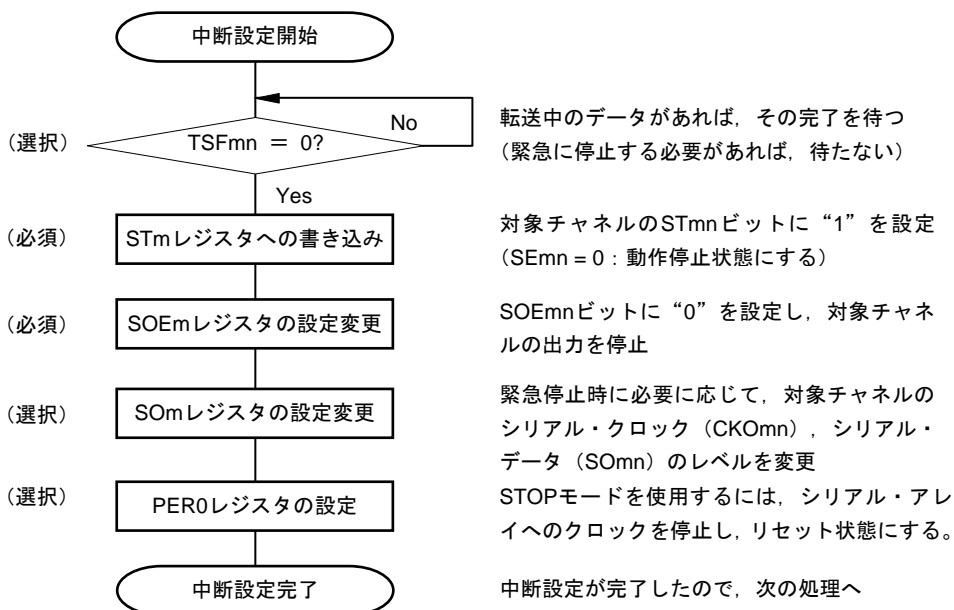 中断設定開始
No
転送中のデータがあれば，その完了を待つ
（選択）
TSFmn ＝ 0?
（緊急に停止する必要があれば，待たない）
Yes
（必須）
STmレジスタへの書き込み
対象チャネルのSTmnビットに“1”を設定
（SEmn = 0：動作停止状態にする）
（必須）
SOEmレジスタの設定変更
SOEmnビットに“0”を設定し，対象チャネ
ルの出力を停止
（選択）
SOmレジスタの設定変更
緊急停止時に必要に応じて，対象チャネルの
シリアル・クロック（CKOmn），シリアル・
データ（SOmn）のレベルを変更
（選択）
PER0レジスタの設定
STOPモードを使用するには，シリアル・アレ
イへのクロックを停止し，リセット状態にする。
中断設定完了
中断設定が完了したので，次の処理へ